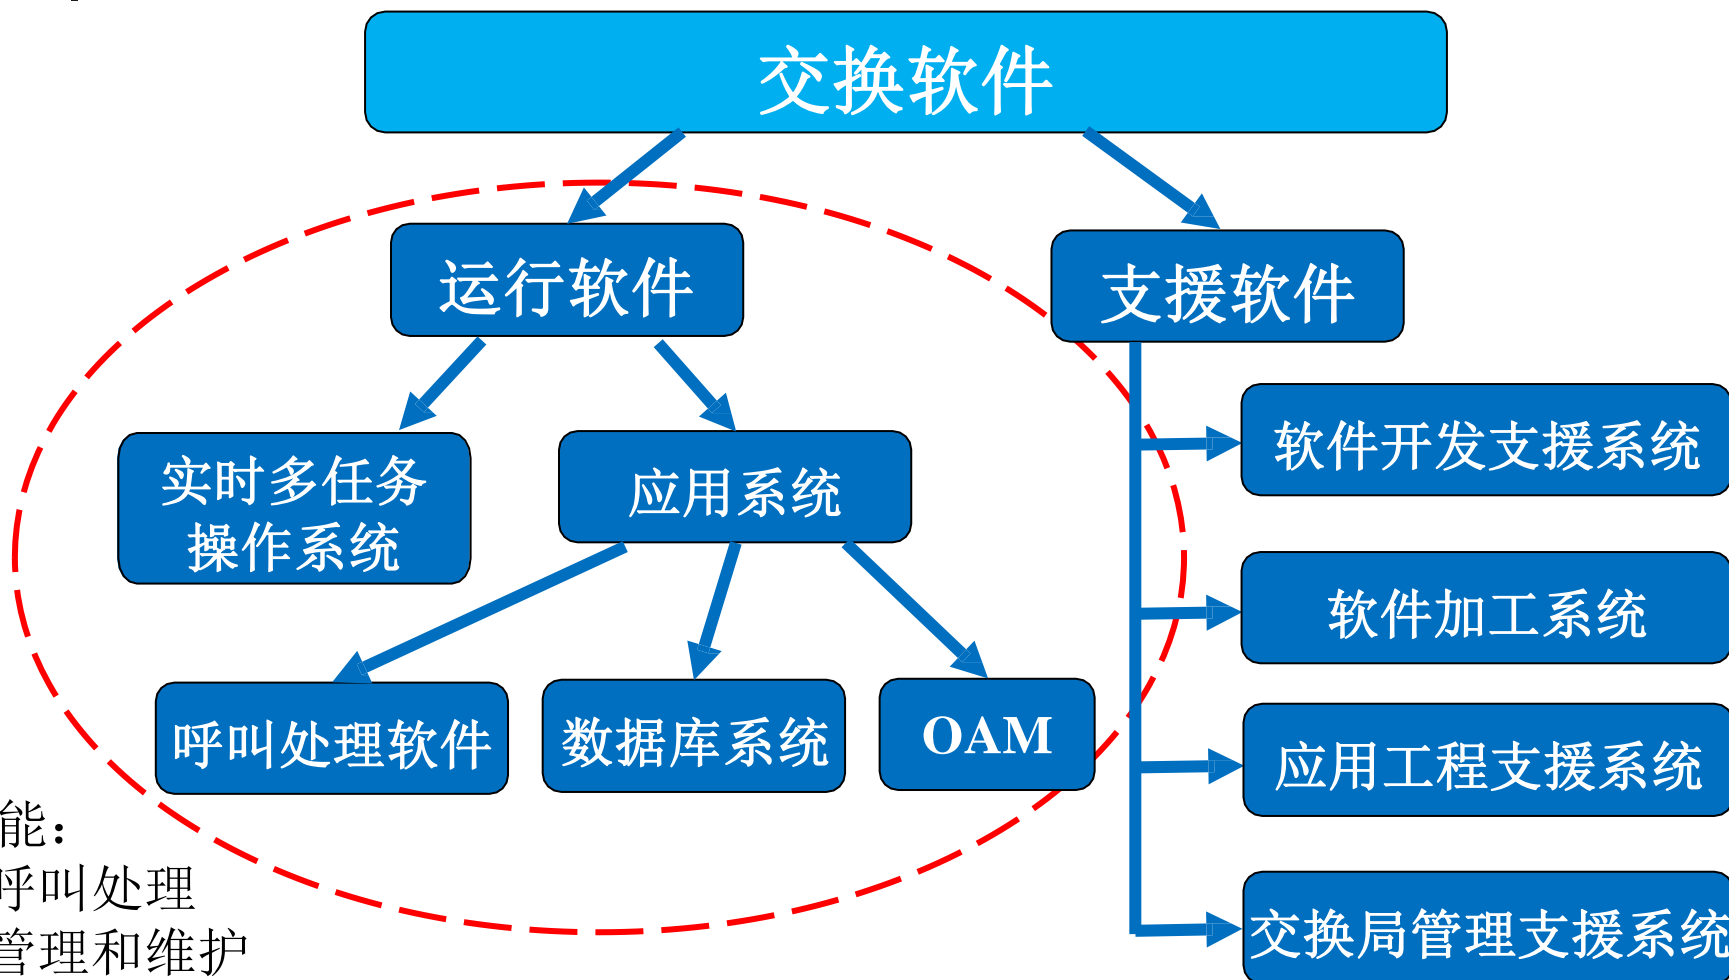 交换软件
运行软件
支援软件
实时多任务
操作系统
应用系统
软件开发支援系统
软件加工系统
呼叫处理软件
数据库系统
OAM
应用工程支援系统
交换局管理支援系统
能：
呼叫处理
管理和维护